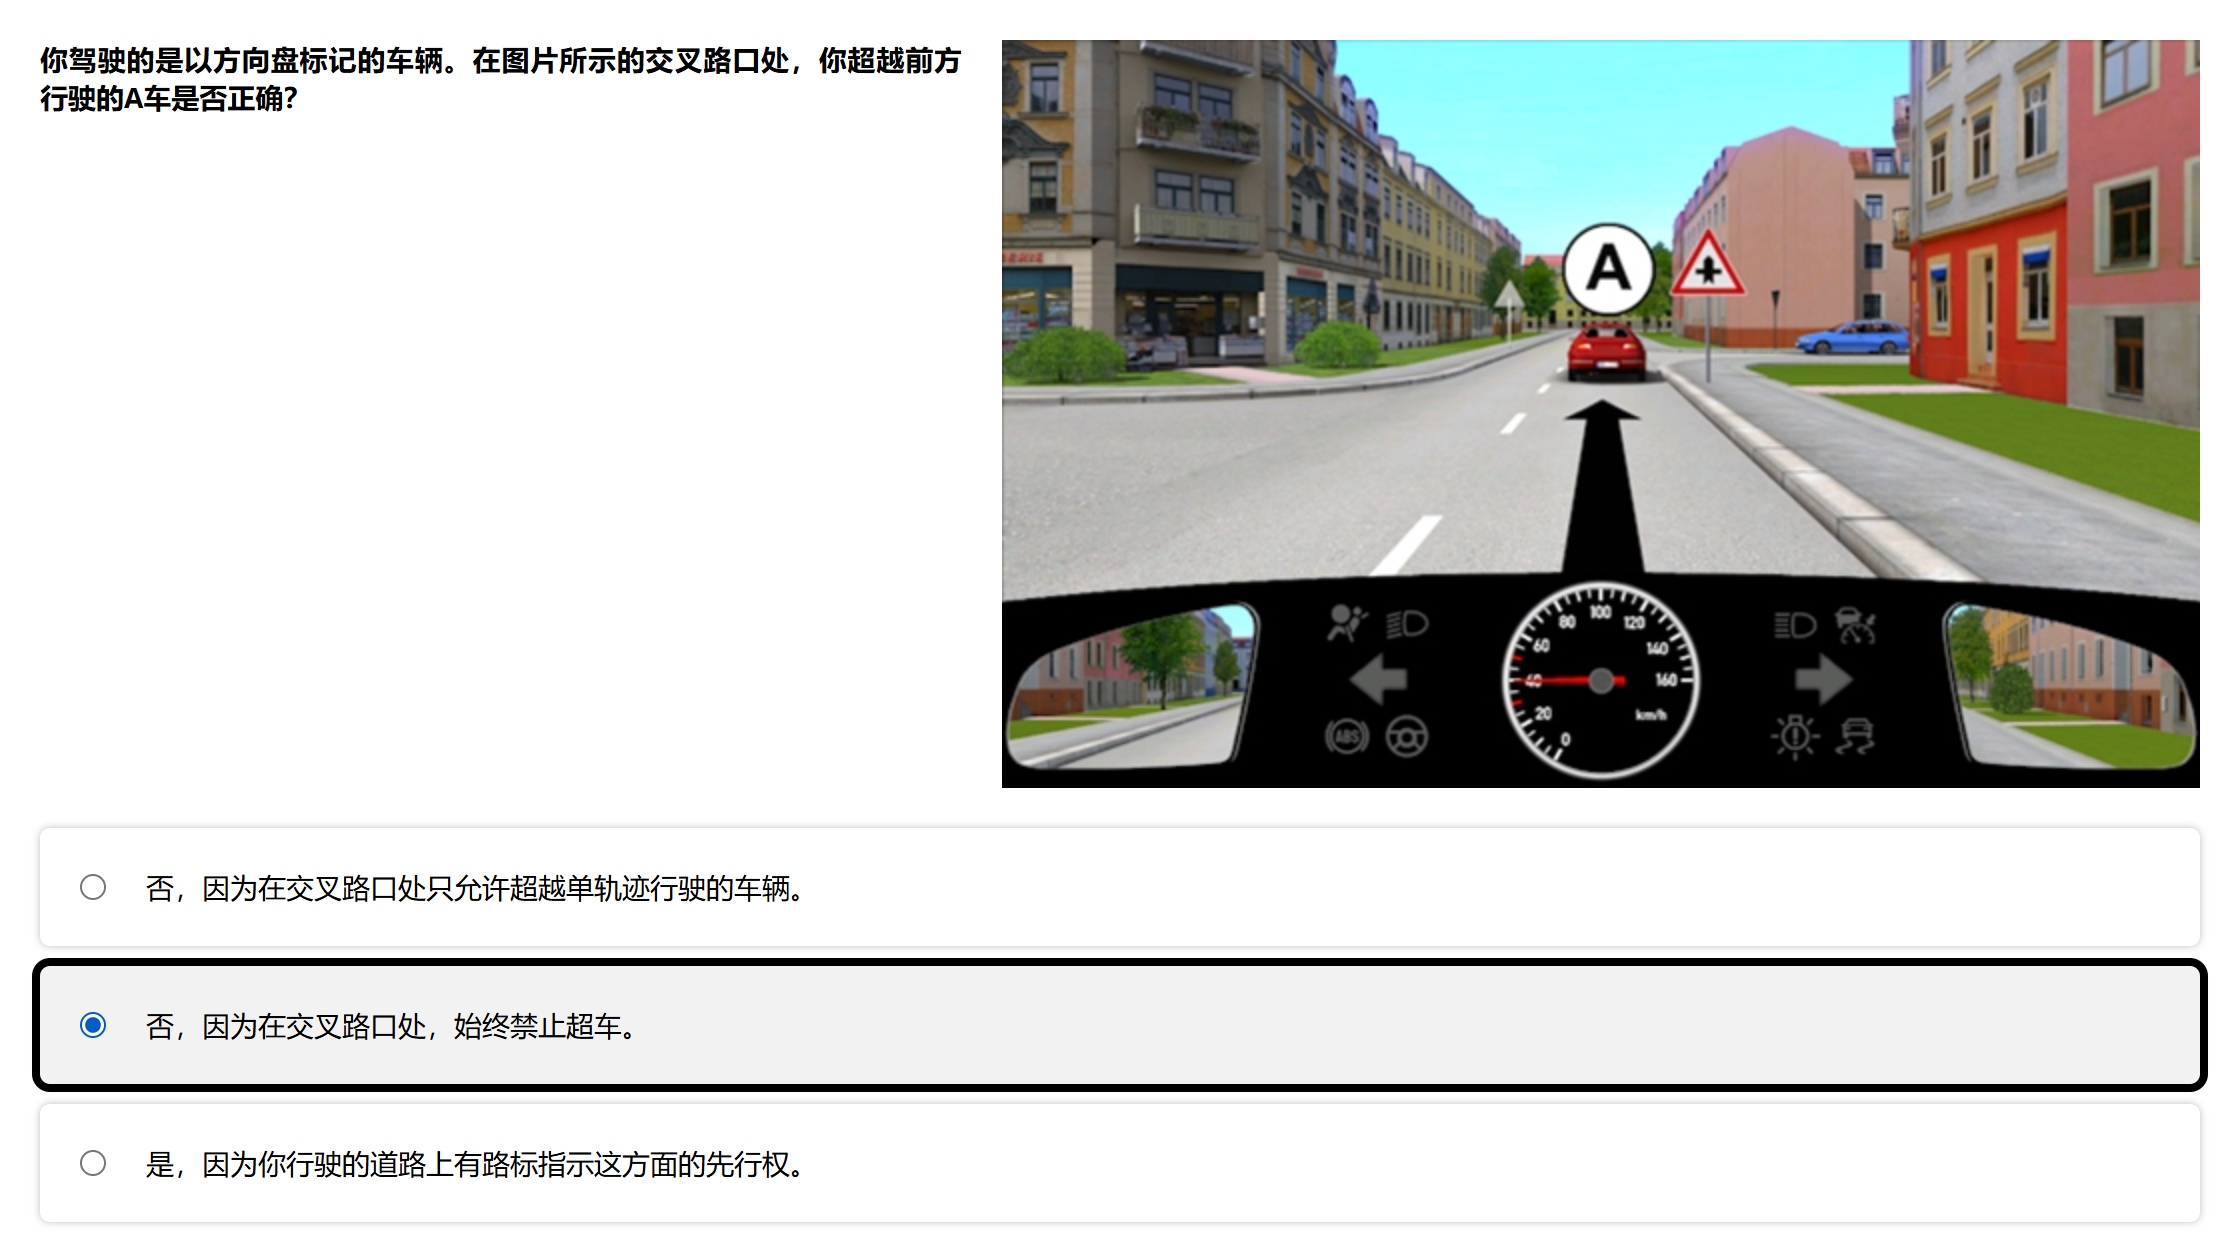 你驾驶的是以方向盘标记的车辆。在图片所示的交叉路口处，你超越前方
行驶的A车是否正确?
A
20
40
60
80
100
120
140
160
0
km/h
ABS
否，因为在交叉路口处只允许超越单轨迹行驶的车辆。
否，因为在交叉路口处，始终禁止超车。
是，因为你行驶的道路上有路标指示这方面的先行权。